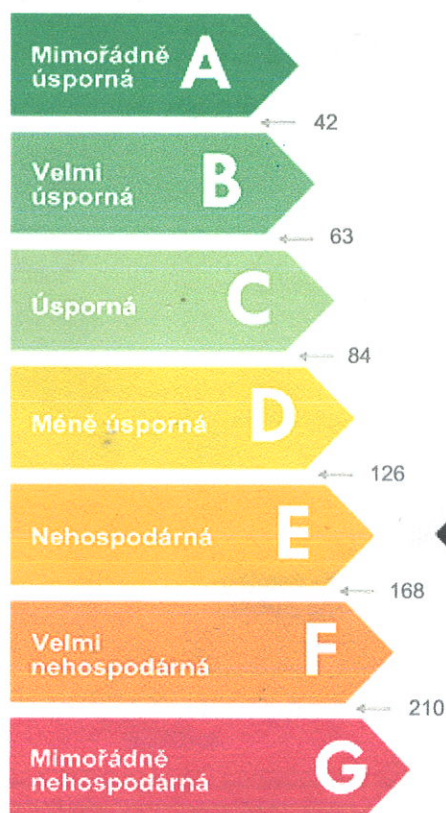 Mimořádně
úsporná
A
42
Velmi
úsporná
B
63
Úsporná
C
84
Méně úsporná
D
126
Nehospodárná
E
168
Velmi
nehospodárná
F
210
Mimořádně
nehospodárná
G